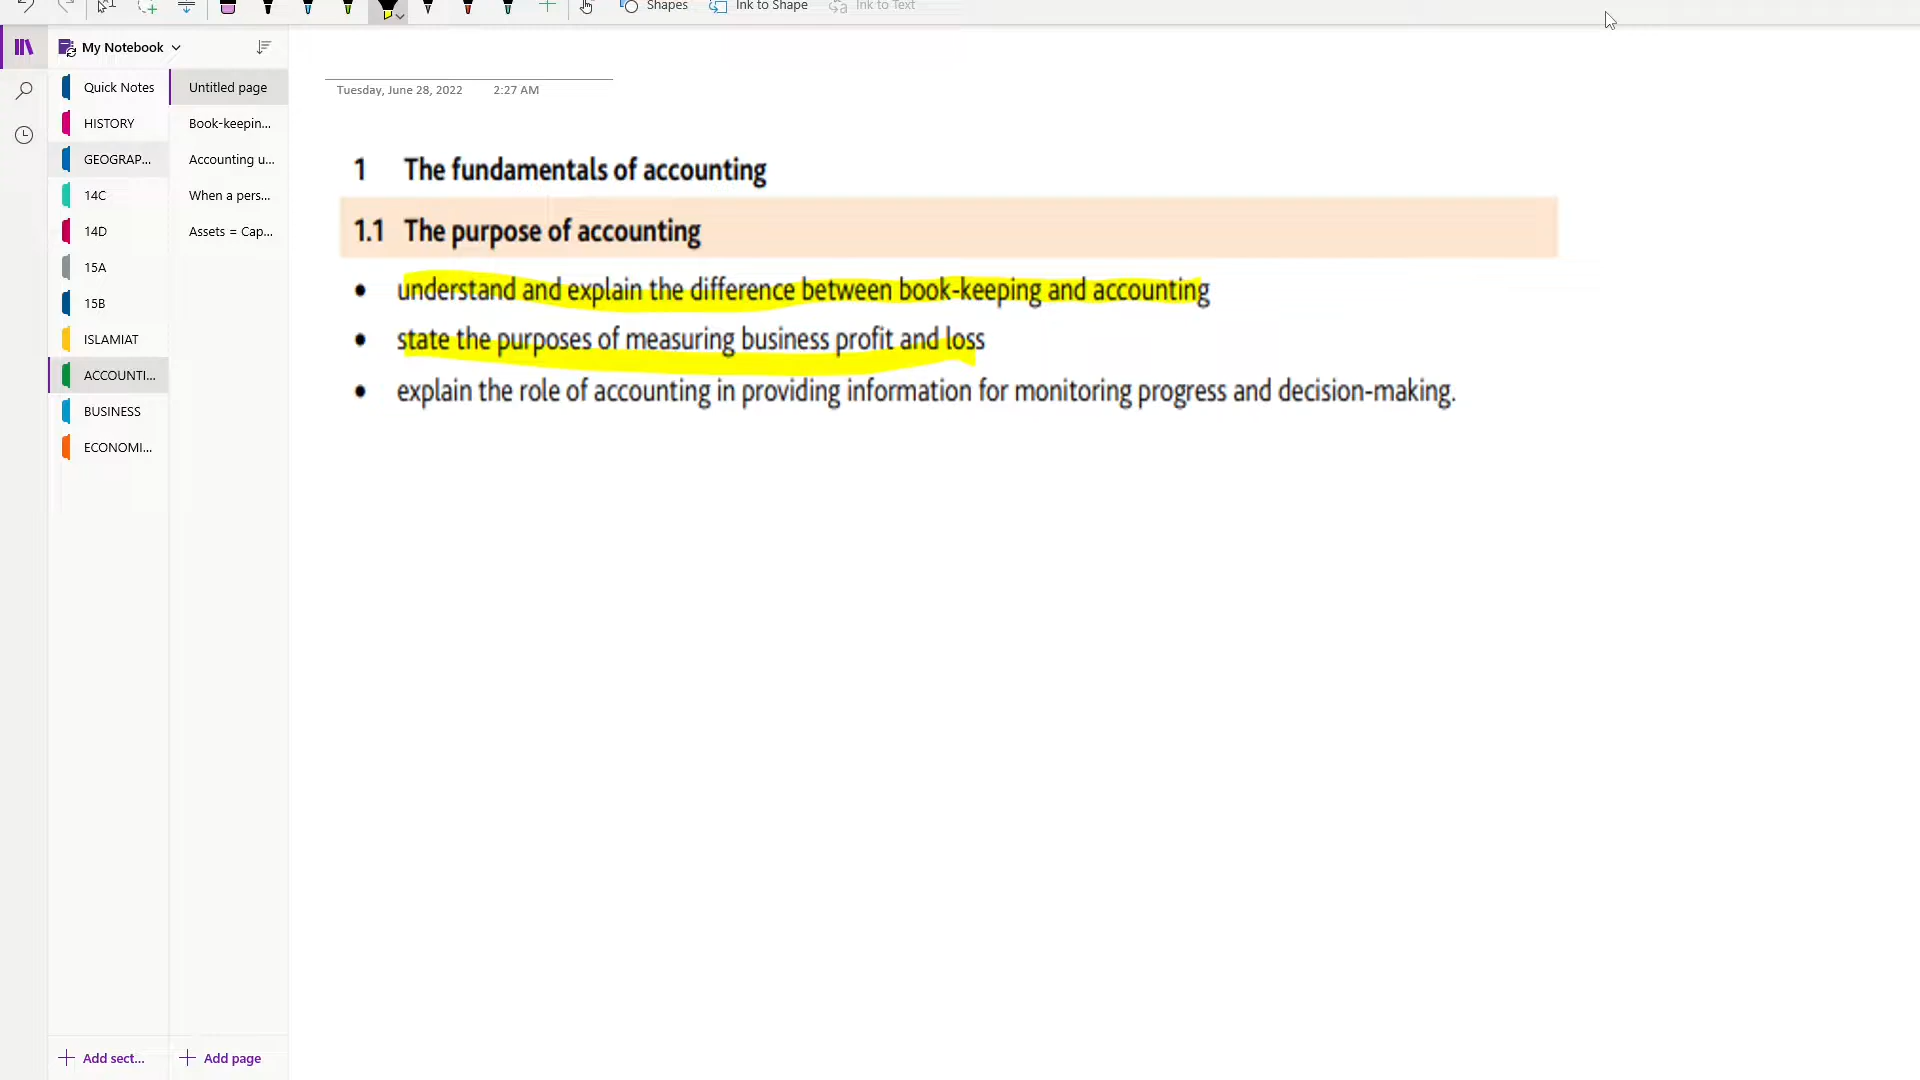 Shapes
Ink to Shape
Ink to Text
My Notebook
Quick Notes
HISTORY
GEOGRAP...
14C
14D
15A
15B
ISLAMIAT
ACCOUNTI...
BUSINESS
ECONOMI...
Add sect...
Untitled page
Book-keepin...
Accounting u...
When a pers...
Assets = Cap...
Add page
Tuesday, June 28, 2022 2:27 AM
1 The fundamentals of accounting
1.1 The purpose of accounting
• understand and explain the difference between book-keeping and accounting
• state the purposes of measuring business profit and loss
• explain the role of accounting in providing information for monitoring progress and decision-making.